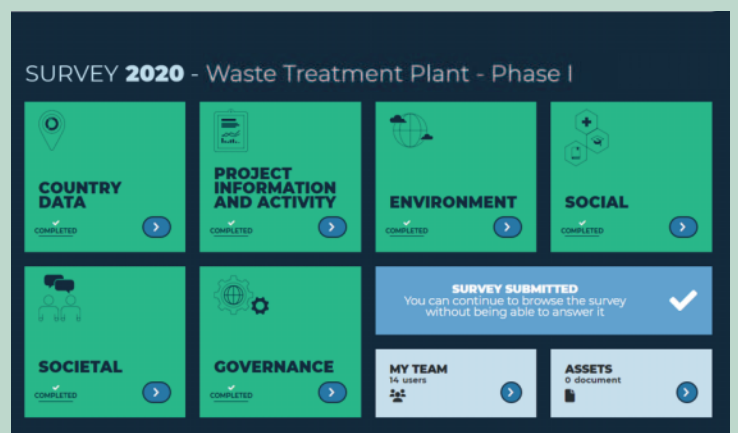 SURVEY 2020 - Waste Treatment Plant - Phase I
COUNTRY
DATA
COMPLETED
PROJECT
INFORMATION
AND ACTIVITY
COMPLETED
ENVIRONMENT
COMPLETED
SOCIAL
COMPLETED
SOCIETAL
COMPLETED
GOVERNANCE
COMPLETED
SURVEY SUBMITTED
You can continue to browse the survey
without being able to answer it
MY TEAM
14 users
ASSETS
0 document